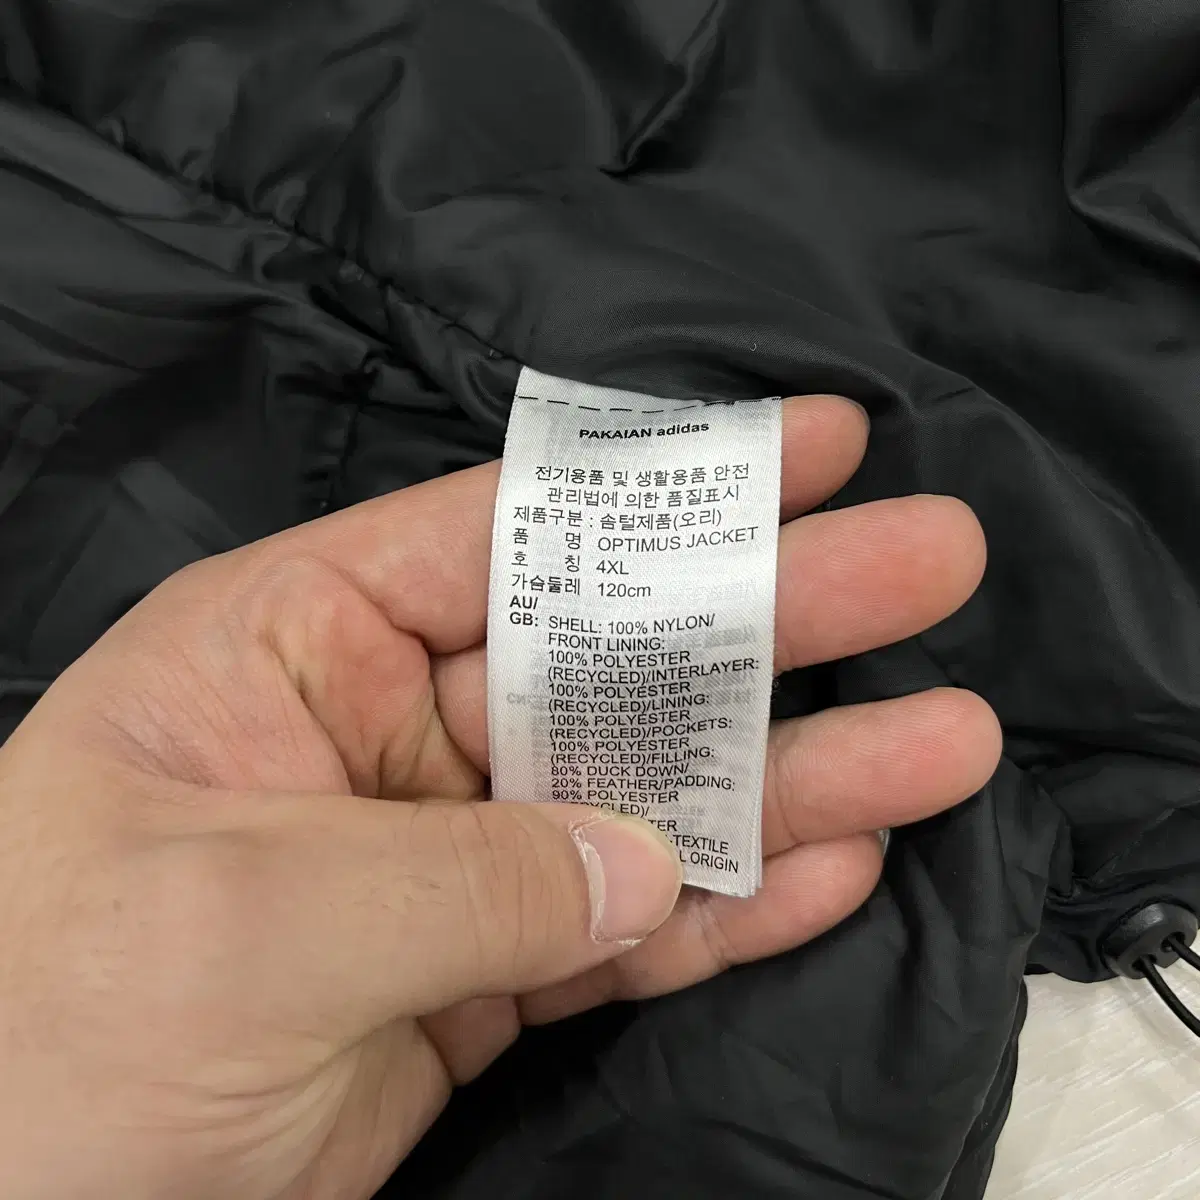 PAKAIAN adidas
전기용품 및 생활용품 안전
관리법에 의한 품질표시
제품구분 : 솜털제품(오리)
품 명 OPTIMUS JACKET
호 칭 4XL
가슴둘레 120cm
AU/
GB: SHELL: 100% NYLON/
FRONT LINING:
100% POLYESTER
(RECYCLED)/INTERLAYER:
100% POLYESTER
(RECYCLED)/LINING:
100% POLYESTER
(RECYCLED)/POCKETS:
100% POLYESTER
(RECYCLED)/FILLING:
80% DUCK DOWN/
20% FEATHER/PADDING:
90% POLYESTER
TEXTILE
ORIGIN